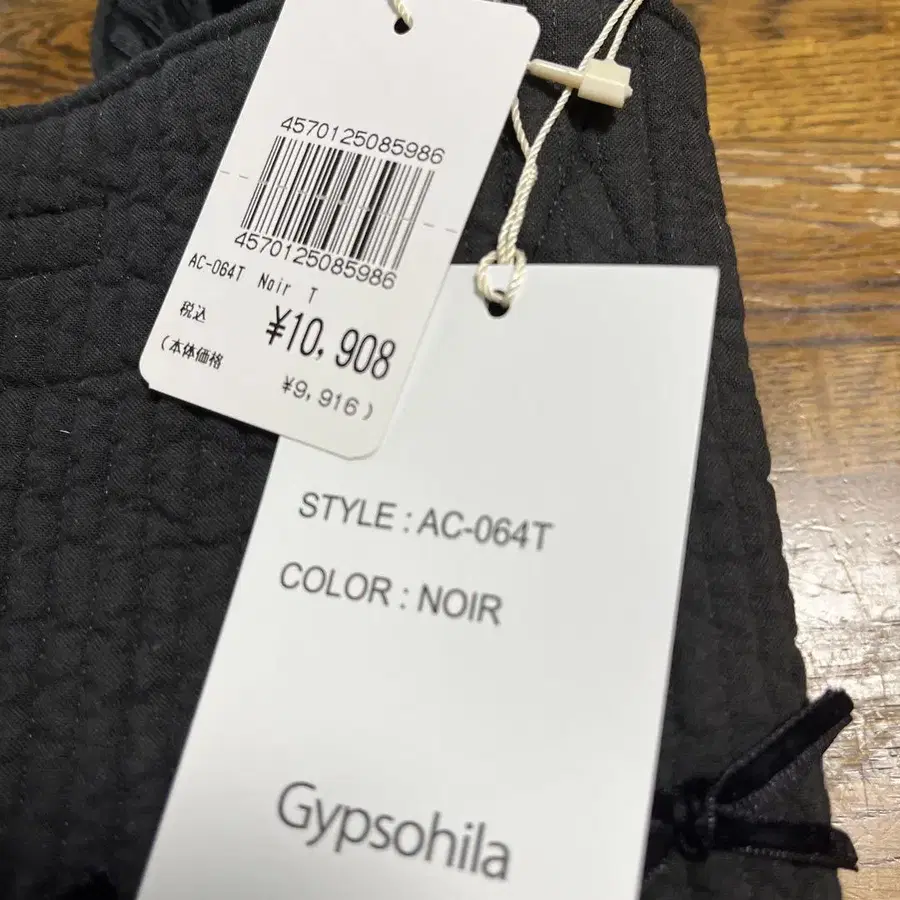 4570125085986
4570125085986
AC-064T Noir T
税込 ¥10,908
(本体価格 ¥9,916)
STYLE : AC-064T
COLOR : NOIR
Gypsohila